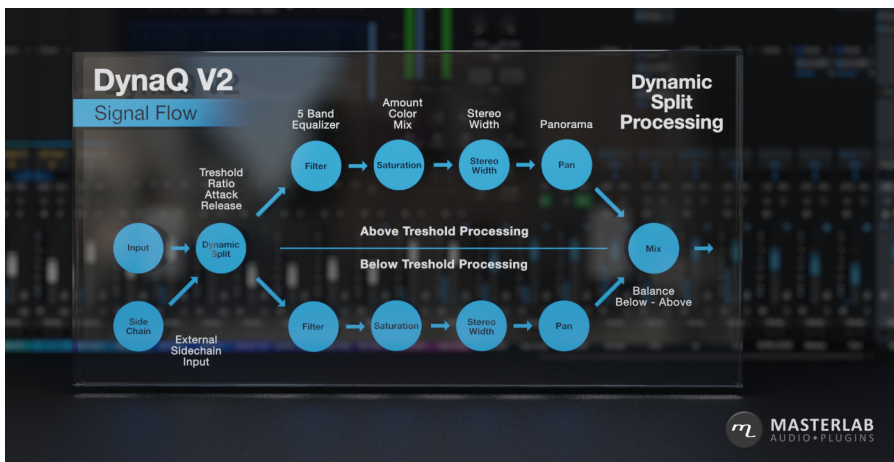 DynaQ V2
Signal Flow
Dynamic
Split
Processing
5 Band
Equalizer
Amount
Color
Mix
Stereo
Width
Panorama
Filter
Saturation
Stereo
Width
Pan
Treshold
Ratio
Attack
Release
Above Treshold Processing
Input
Dynamic
Split
Mix
Below Treshold Processing
Balance
Below - Above
Side
Chain
External
Sidechain
Input
Filter
Saturation
Stereo
Width
Pan
m
MASTERLAB
AUDIO•PLUGINS